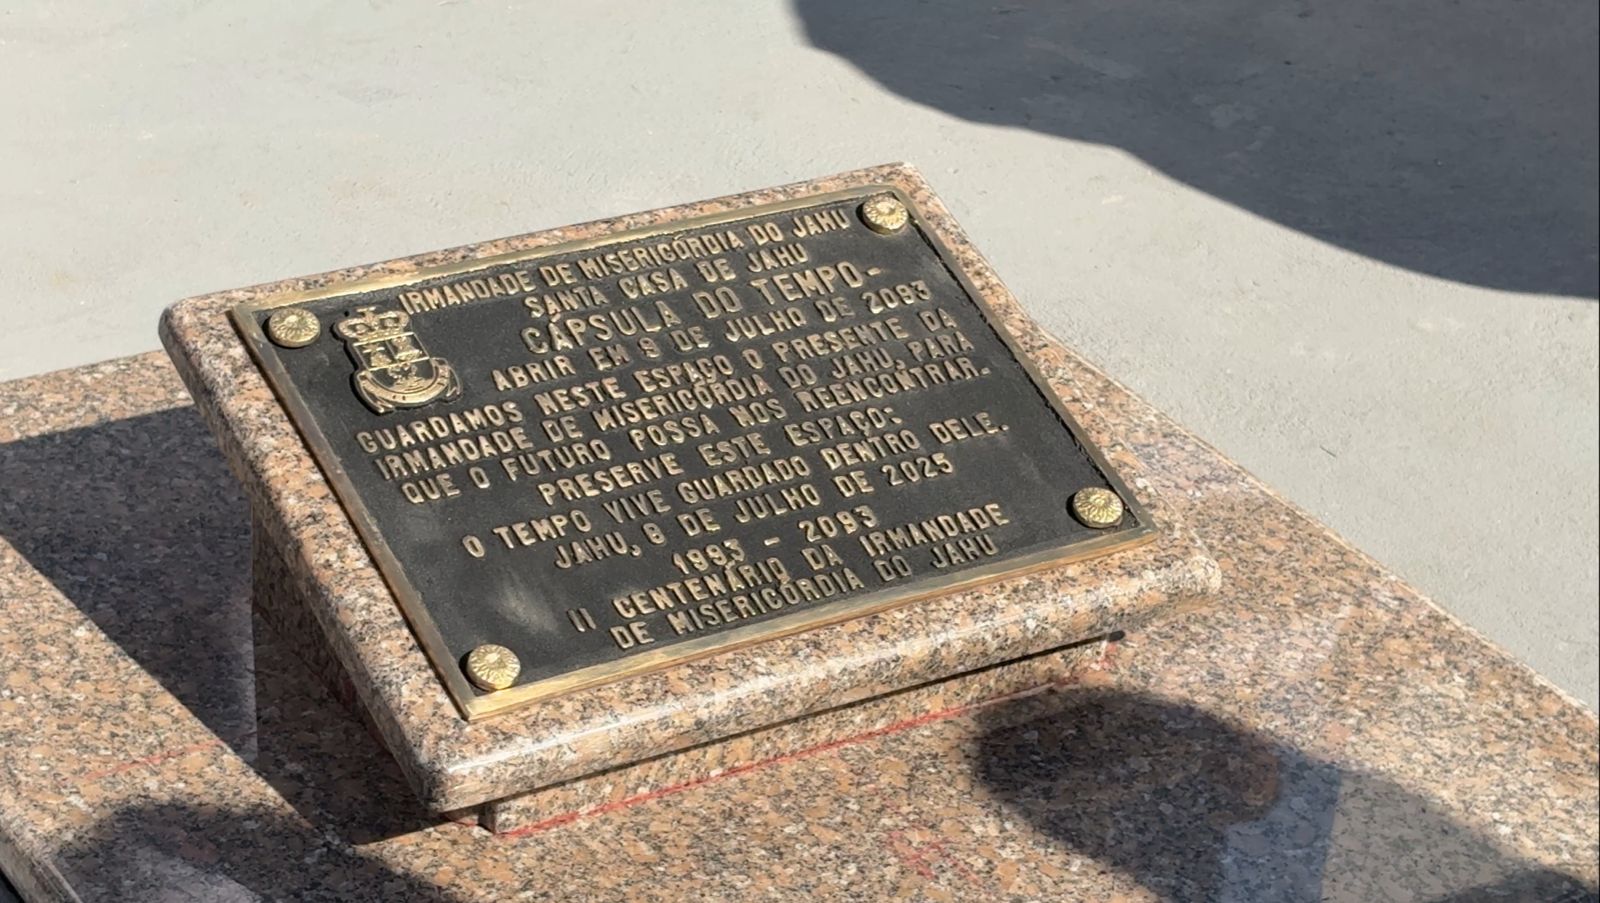 IRMANDADE DE MISERICÓRDIA DO JAHU
SANTA CASA DE JAHU
CÁPSULA DO TEMPO-
ABRIR EM 9 DE JULHO DE 2093
GUARDAMOS NESTE ESPAÇO O PRESENTE DA
IRMANDADE DE MISERICÓRDIA DO JAHU, PARA
QUE O FUTURO POSSA NOS REENCONTRAR.
PRESERVE ESTE ESPAÇO:
O TEMPO VIVE GUARDADO DENTRO DELE.
JAHU, 8 DE JULHO DE 2025
1993 - 2093
II CENTENÁRIO DA IRMANDADE
DE MISERICÓRDIA DO JAHU